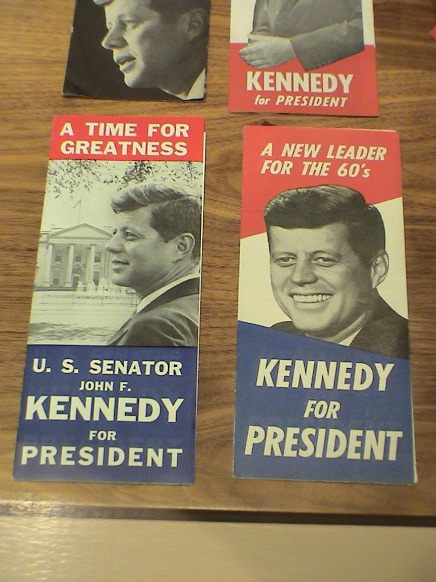 KENNEDY
for PRESIDENT
A TIME FOR
GREATNESS
U. S. SENATOR
JOHN F.
KENNEDY
FOR
PRESIDENT
A NEW LEADER
FOR THE 60's
KENNEDY
FOR
PRESIDENT